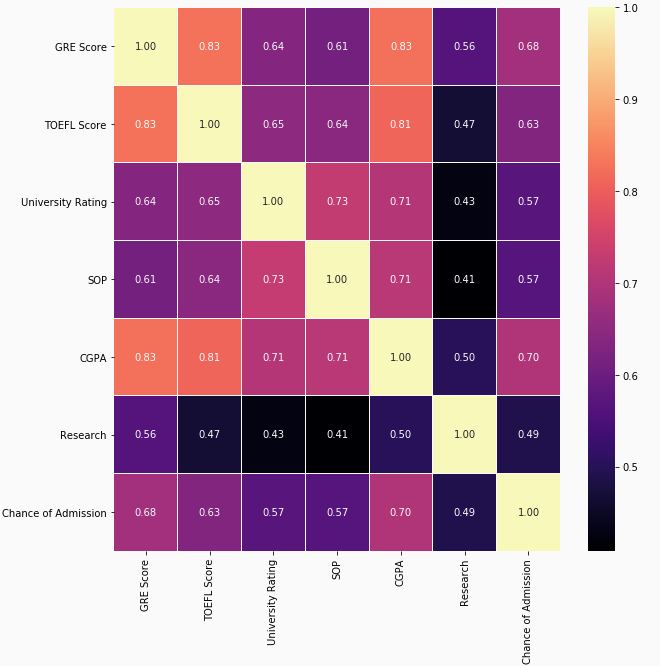 GRE Score 1.00 0.83 0.64 0.61 0.83 0.56 0.68
TOEFL Score 0.83 1.00 0.65 0.64 0.81 0.47 0.63
University Rating 0.64 0.65 1.00 0.73 0.71 0.43 0.57
SOP 0.61 0.64 0.73 1.00 0.71 0.41 0.57
CGPA 0.83 0.81 0.71 0.71 1.00 0.50 0.70
Research 0.56 0.47 0.43 0.41 0.50 1.00 0.49
Chance of Admission 0.68 0.63 0.57 0.57 0.70 0.49 1.00
GRE Score
TOEFL Score
University Rating
SOP
CGPA
Research
Chance of Admission
1.0
0.9
0.8
0.7
0.6
0.5